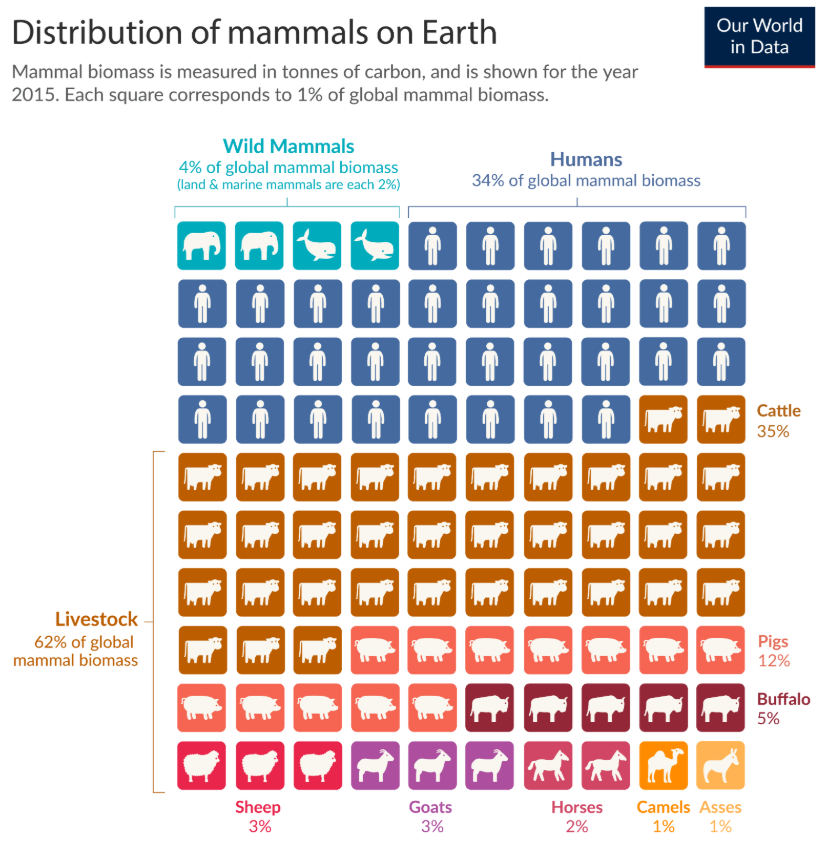 Distribution of mammals on Earth
Our World
in Data
Mammal biomass is measured in tonnes of carbon, and is shown for the year
2015. Each square corresponds to 1% of global mammal biomass.
Wild Mammals
4% of global mammal biomass
(land & marine mammals are each 2%)
Humans
34% of global mammal biomass
Cattle
35%
Livestock
62% of global
mammal biomass
Pigs
12%
Buffalo
5%
Sheep
3%
Goats
3%
Horses
2%
Camels
1%
Asses
1%